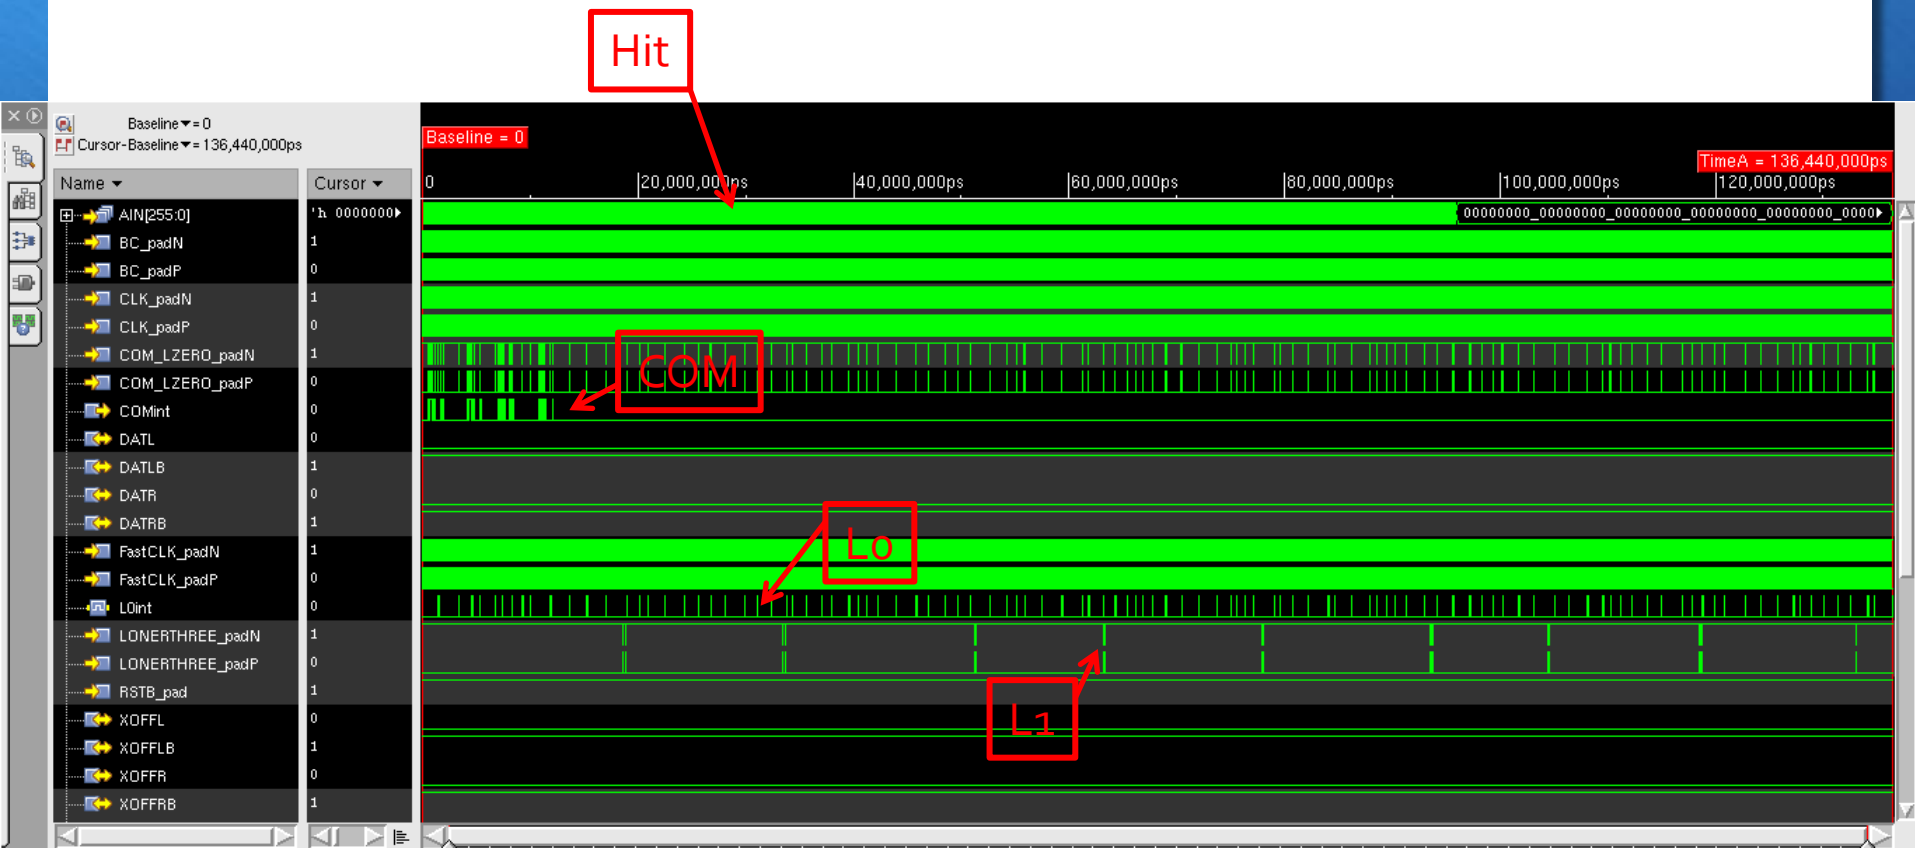 Hit
Baseline▼= 0
Cursor-Baseline▼= 136,440,000ps
Baseline = 0
TimeA = 136,440,000ps
Name ▼ Cursor ▼
0 20,000,000ps 40,000,000ps 60,000,000ps 80,000,000ps 100,000,000ps 120,000,000ps
AIN[255:0] 'h 0000000 00000000_00000000_00000000_00000000_00000000_0000
BC_padN 1
BC_padP 0
CLK_padN 1
CLK_padP 0
COM_LZERO_padN 1
COM
COM_LZERO_padP 0
COMint 0
DATL 0
DATLB 1
DATR 0
DATRB 1
L0
FastCLK_padN 1
FastCLK_padP 0
L0int 0
LONERTHREE_padN 1
LONERTHREE_padP 0
RSTB_pad 1
L1
XOFFL 0
XOFFLB 1
XOFFR 0
XOFFRB 1